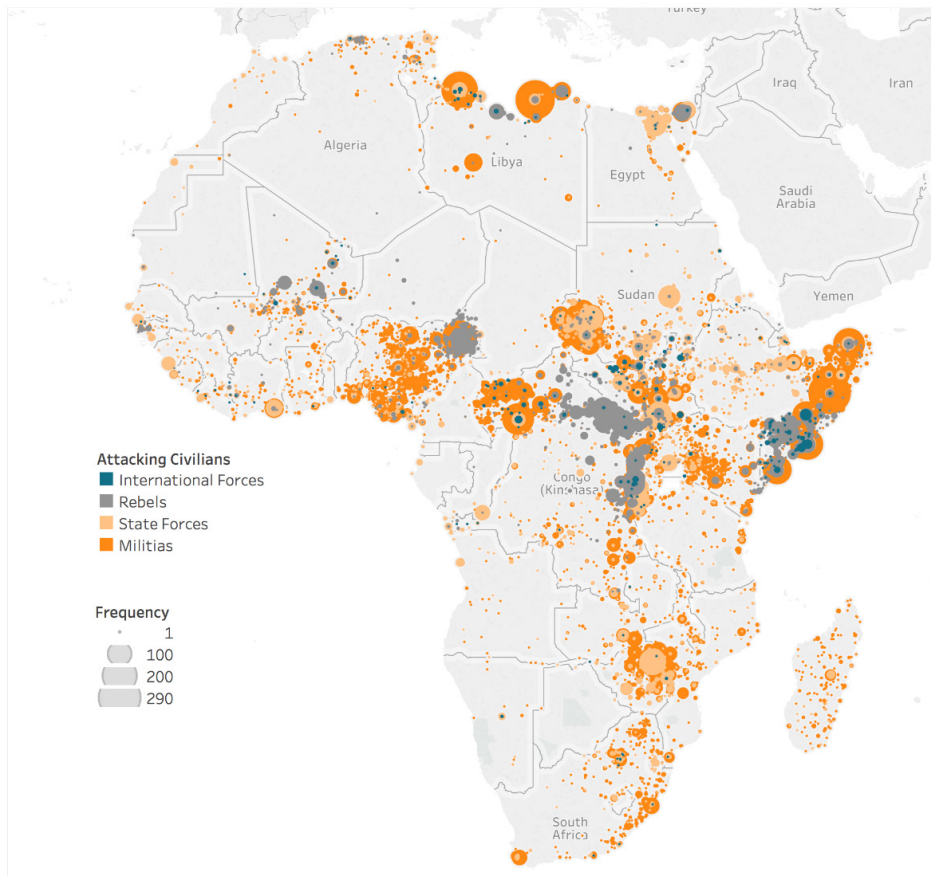 Turkey
Iraq
Iran
Algeria
Libya
Egypt
Saudi
Arabia
Sudan
Yemen
Attacking Civilians
International Forces
Rebels
State Forces
Militias
Congo
(Kinshasa)
Frequency
1
100
200
290
South
Africa